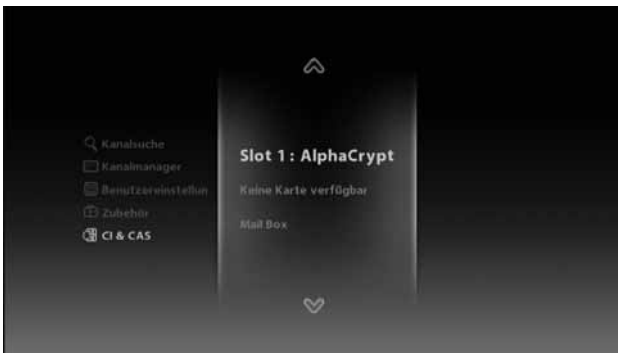 Kanalsuche
Kanalmanager
Benutzereinstellun
Zubehör
CI & CAS
Slot 1 : AlphaCrypt
Keine Karte verfügbar
Mail Box